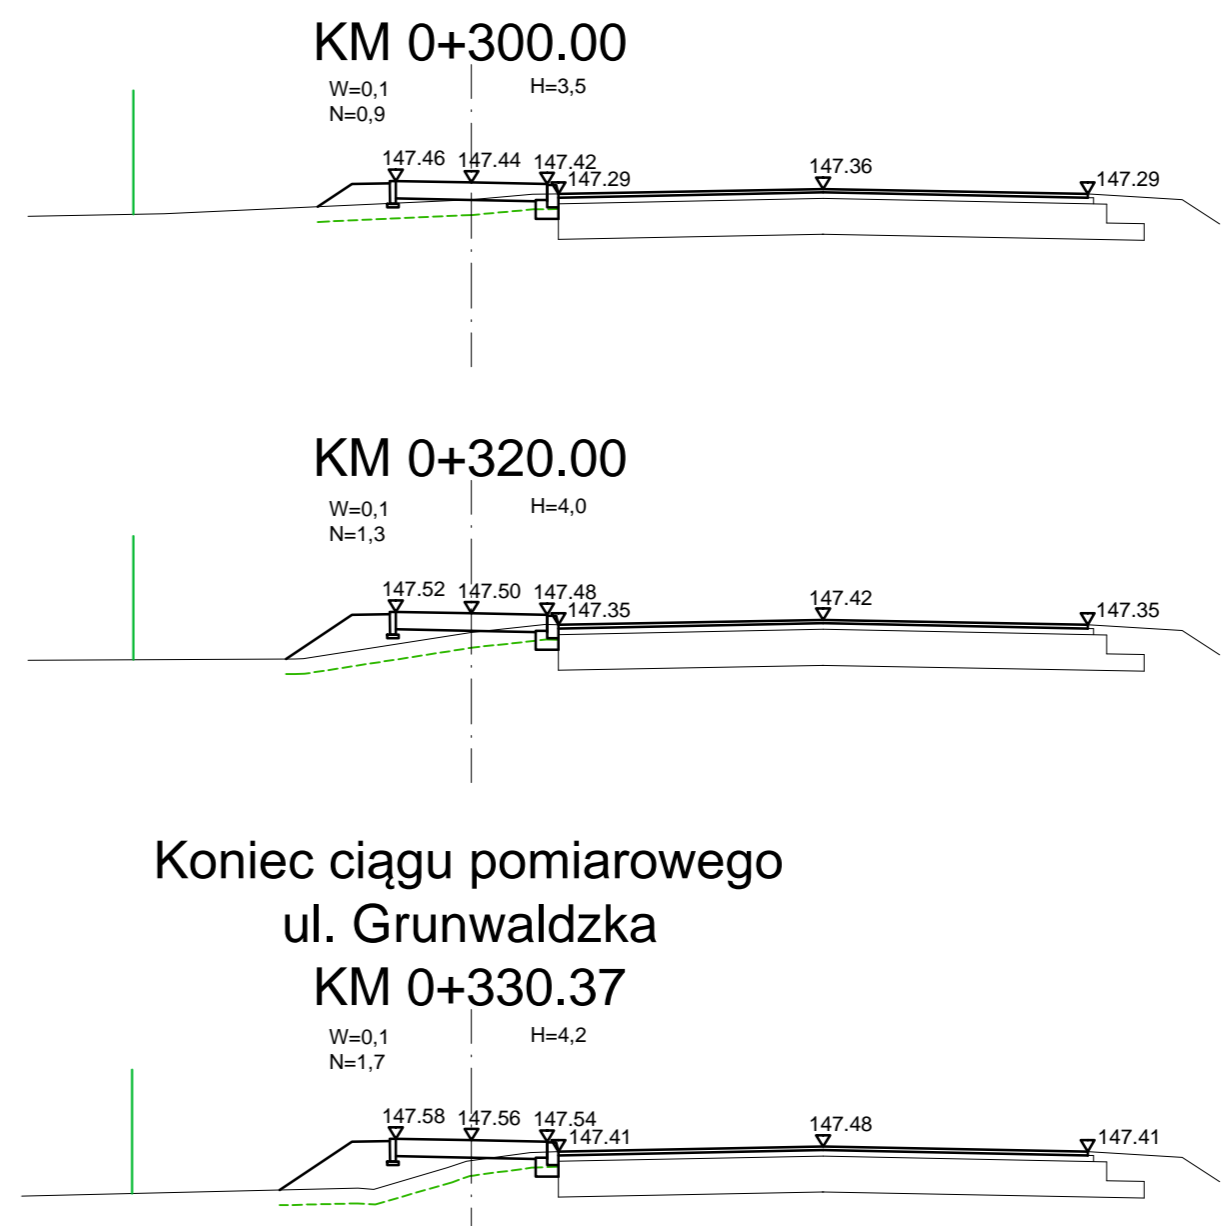 KM 0+300.00
W=0,1
H=3,5
N=0,9
147.46 147.44 147.42
147.29
147.36
147.29
KM 0+320.00
W=0,1
H=4,0
N=1,3
147.52 147.50 147.48
147.35
147.42
147.35
Koniec ciągu pomiarowego
ul. Grunwaldzka
KM 0+330.37
W=0,1
H=4,2
N=1,7
147.58 147.56 147.54
147.41
147.48
147.41